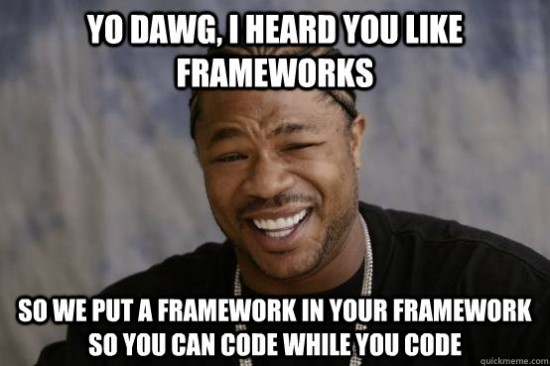 YO DAWG, I HEARD YOU LIKE
FRAMEWORKS
SO WE PUT A FRAMEWORK IN YOUR FRAMEWORK
SO YOU CAN CODE WHILE YOU CODE
quickmeme.com